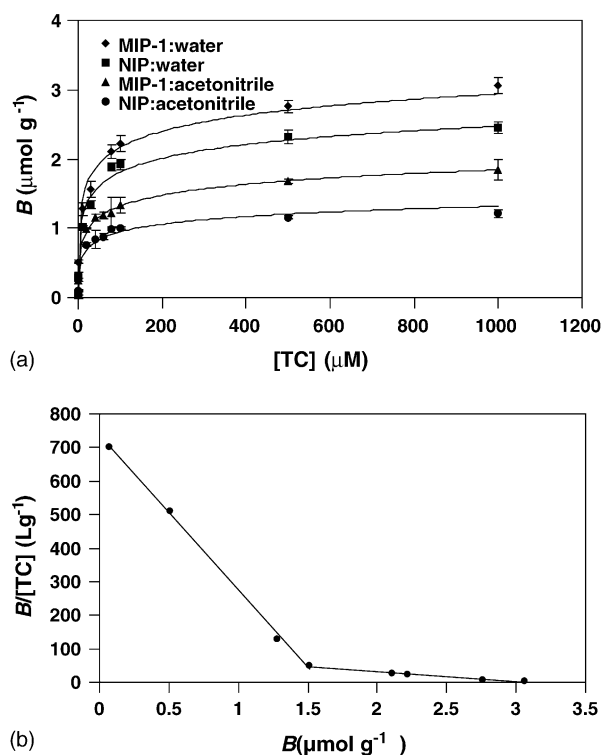 4
3
2
1
0
B (μmol g⁻¹)
MIP-1:water
NIP:water
MIP-1:acetonitrile
NIP:acetonitrile
0 200 400 600 800 1000 1200
[TC] (μM)
(a)
800
700
600
500
400
300
200
100
0
B/[TC] (Lg⁻¹)
0 0.5 1 1.5 2 2.5 3 3.5
B(μmol g⁻¹)
(b)